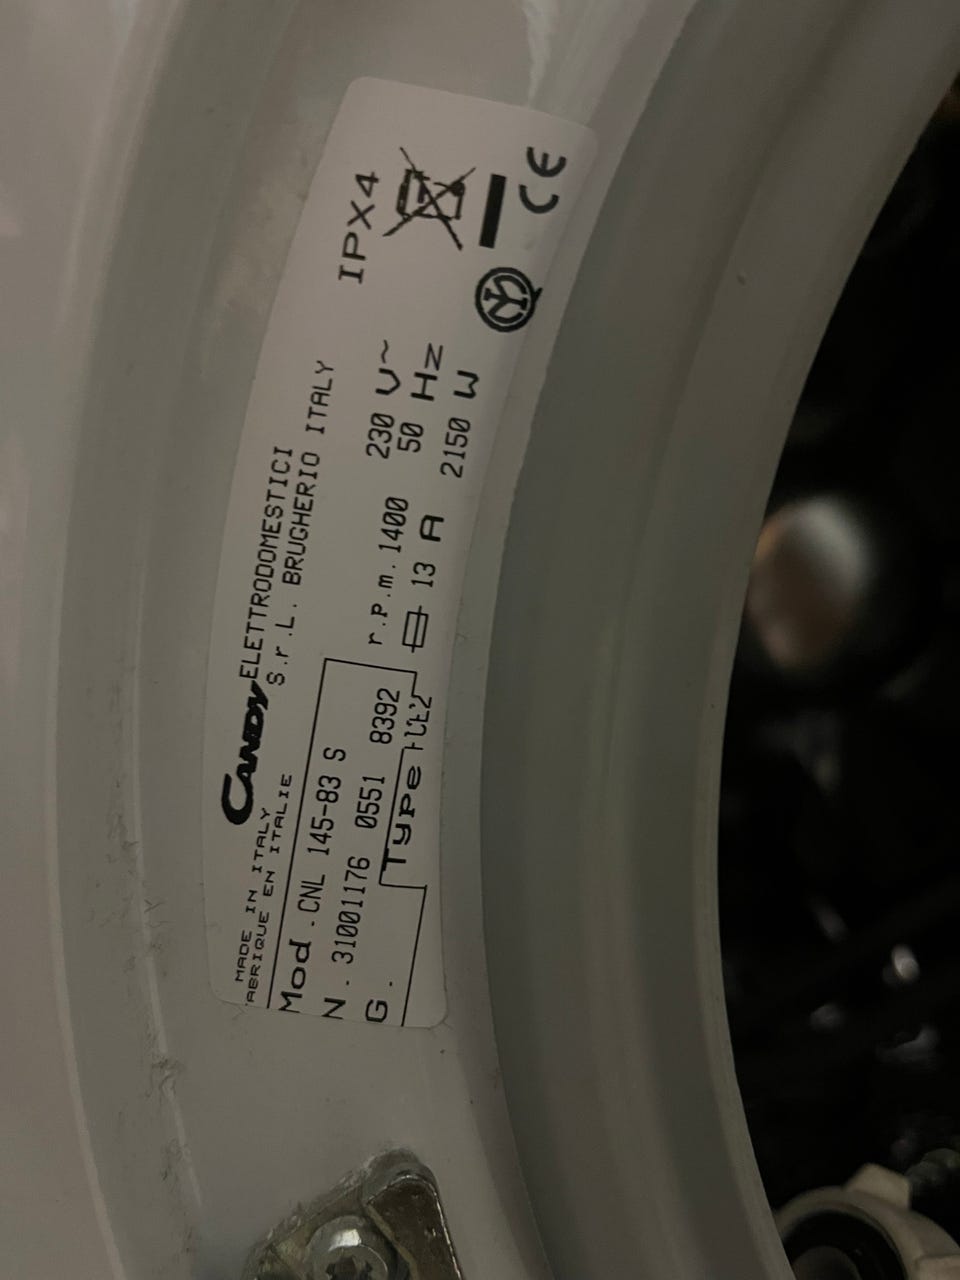 MADE IN ITALY
FABRIQUE EN ITALIE
CANDY ELETTRODOMESTICI
S.r.L. BRUGHERIO ITALY
IPX4
Mod. CNL 145-83 S
N. 31001176 0551 8392
G.
Type
r.p.m. 1400
230 V~
50 Hz
13 A
2150 W
CE